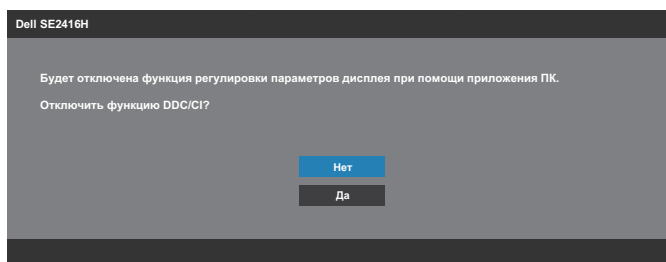 Dell SE2416H
Будет отключена функция регулировки параметров дисплея при помощи приложения ПК.
Отключить функцию DDC/CI?
Нет
Да